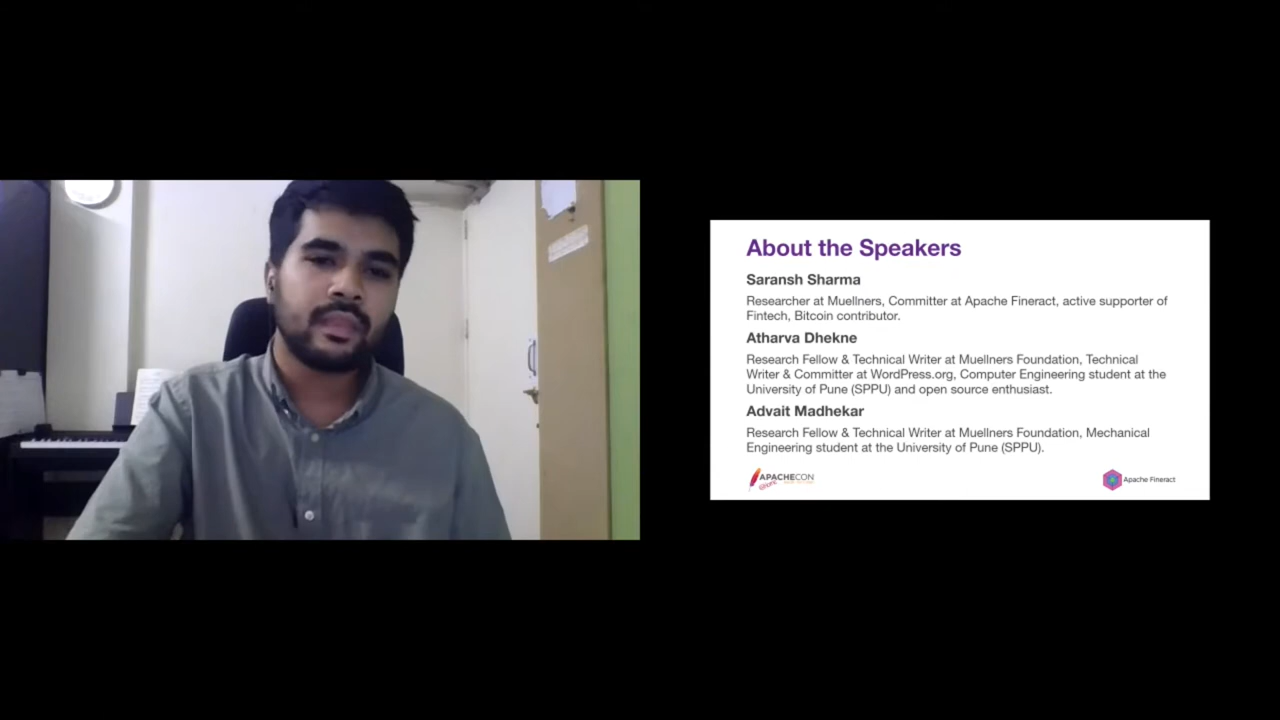 About the Speakers
Saransh Sharma
Researcher at Muellners, Committer at Apache Fineract, active supporter of
Fintech, Bitcoin contributor.
Atharva Dhekne
Research Fellow & Technical Writer at Muellners Foundation, Technical
Writer & Committer at WordPress.org, Computer Engineering student at the
University of Pune (SPPU) and open source enthusiast.
Advait Madhekar
Research Fellow & Technical Writer at Muellners Foundation, Mechanical
Engineering student at the University of Pune (SPPU).
APACHECON
Apache Fineract